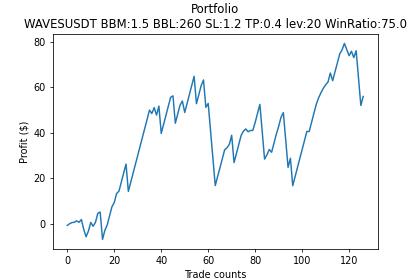 Portfolio
WAVESUSDT BBM:1.5 BBL:260 SL:1.2 TP:0.4 lev:20 WinRatio:75.0
80
60
40
20
0
Profit ($)
0 20 40 60 80 100 120
Trade counts